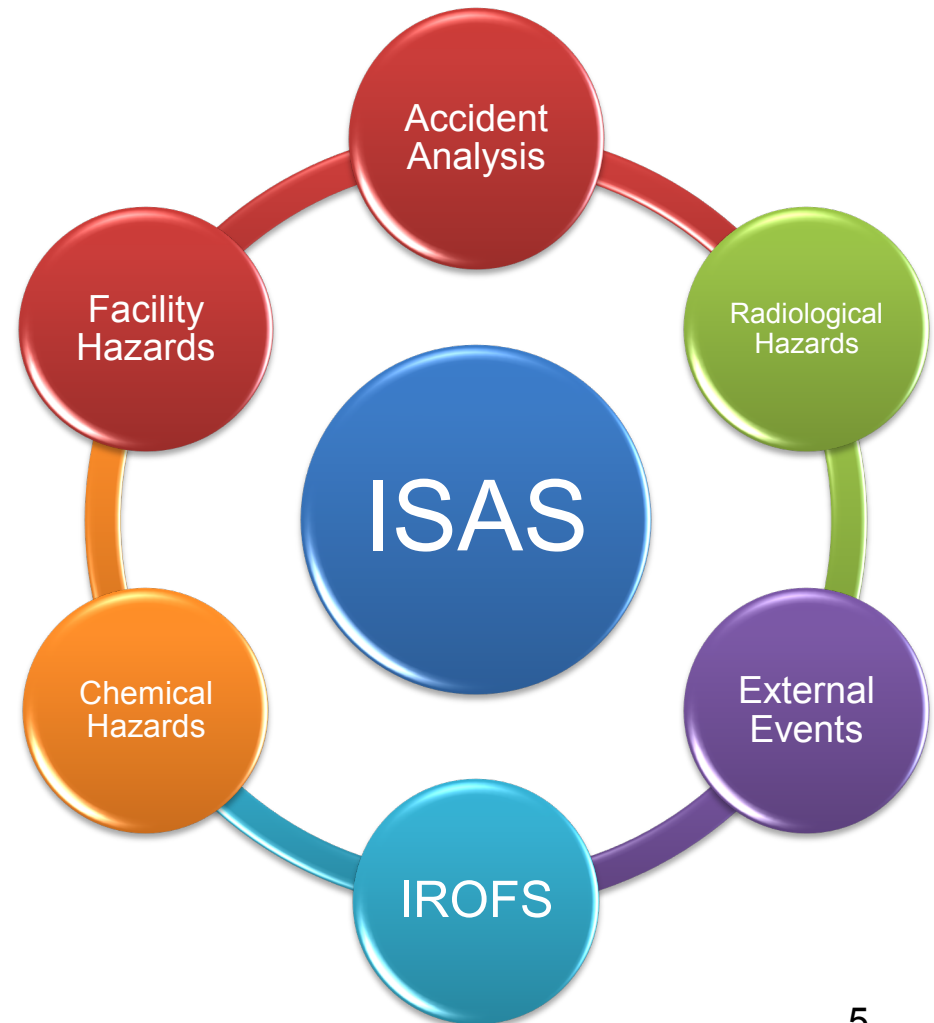 Accident
Analysis
Facility
Hazards
Radiological
Hazards
ISAS
Chemical
Hazards
External
Events
IROFS
5